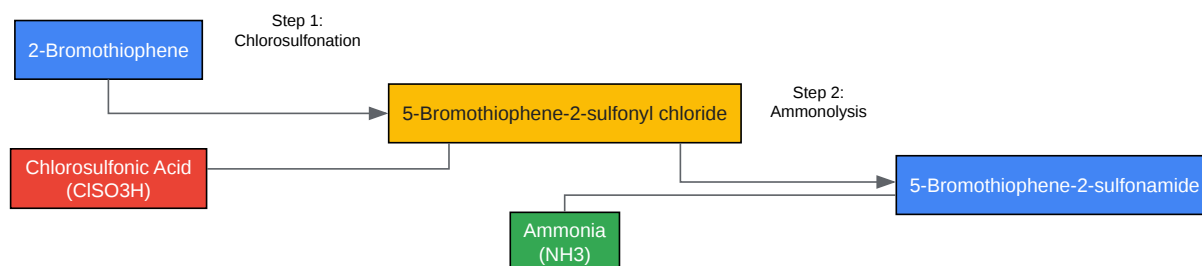 Step 1:
Chlorosulfonation
2-Bromothiophene
5-Bromothiophene-2-sulfonyl chloride
Step 2:
Ammonolysis
Chlorosulfonic Acid
(ClSO3H)
5-Bromothiophene-2-sulfonamide
Ammonia
(NH3)